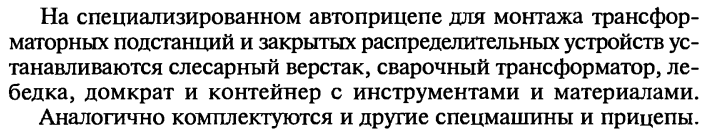 На специализированном автоприцепе для монтажа трансфор-
маторных подстанций и закрытых распределительных устройств ус-
танавливаются слесарный верстак, сварочный трансформатор, ле-
бедка, домкрат и контейнер с инструментами и материалами.
Аналогично комплектуются и другие спецмашины и прицепы.